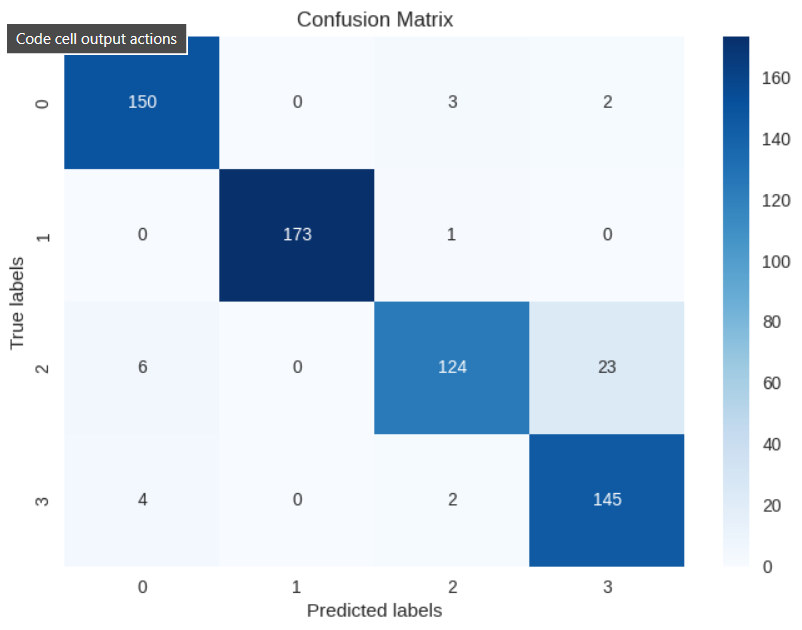 Confusion Matrix
Code cell output actions
0 150 0 3 2
1 0 173 1 0
2 6 0 124 23
3 4 0 2 145
0 1 2 3
Predicted labels
True labels
160
140
120
100
80
60
40
20
0